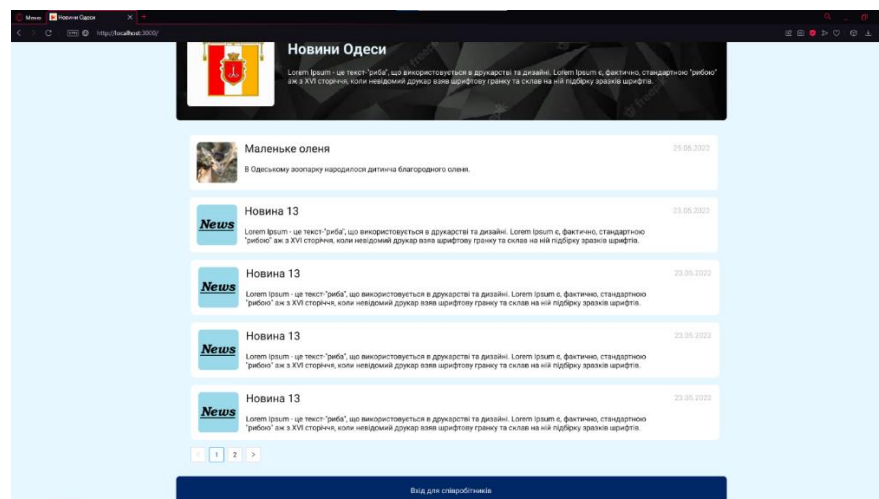 Меню Новини Одеси
http://localhost:3000/
Новини Одеси
Lorem Ipsum - це текст-"риба", що використовується в друкарстві та дизайні. Lorem Ipsum є, фактично, стандартною "рибою"
аж з XVI сторіччя, коли невідомий друкар взяв шрифтову гранку та склав на ній підбірку зразків шрифтів.
Маленьке оленя
25.05.2022
В Одеському зоопарку народилося дитинча благородного оленя.
News
Новина 13
23.05.2022
Lorem Ipsum - це текст-"риба", що використовується в друкарстві та дизайні. Lorem Ipsum є, фактично, стандартною
"рибою" аж з XVI сторіччя, коли невідомий друкар взяв шрифтову гранку та склав на ній підбірку зразків шрифтів.
News
Новина 13
23.05.2022
Lorem Ipsum - це текст-"риба", що використовується в друкарстві та дизайні. Lorem Ipsum є, фактично, стандартною
"рибою" аж з XVI сторіччя, коли невідомий друкар взяв шрифтову гранку та склав на ній підбірку зразків шрифтів.
News
Новина 13
23.05.2022
Lorem Ipsum - це текст-"риба", що використовується в друкарстві та дизайні. Lorem Ipsum є, фактично, стандартною
"рибою" аж з XVI сторіччя, коли невідомий друкар взяв шрифтову гранку та склав на ній підбірку зразків шрифтів.
News
Новина 13
23.05.2022
Lorem Ipsum - це текст-"риба", що використовується в друкарстві та дизайні. Lorem Ipsum є, фактично, стандартною
"рибою" аж з XVI сторіччя, коли невідомий друкар взяв шрифтову гранку та склав на ній підбірку зразків шрифтів.
< 1 2 >
Вхід для співробітників